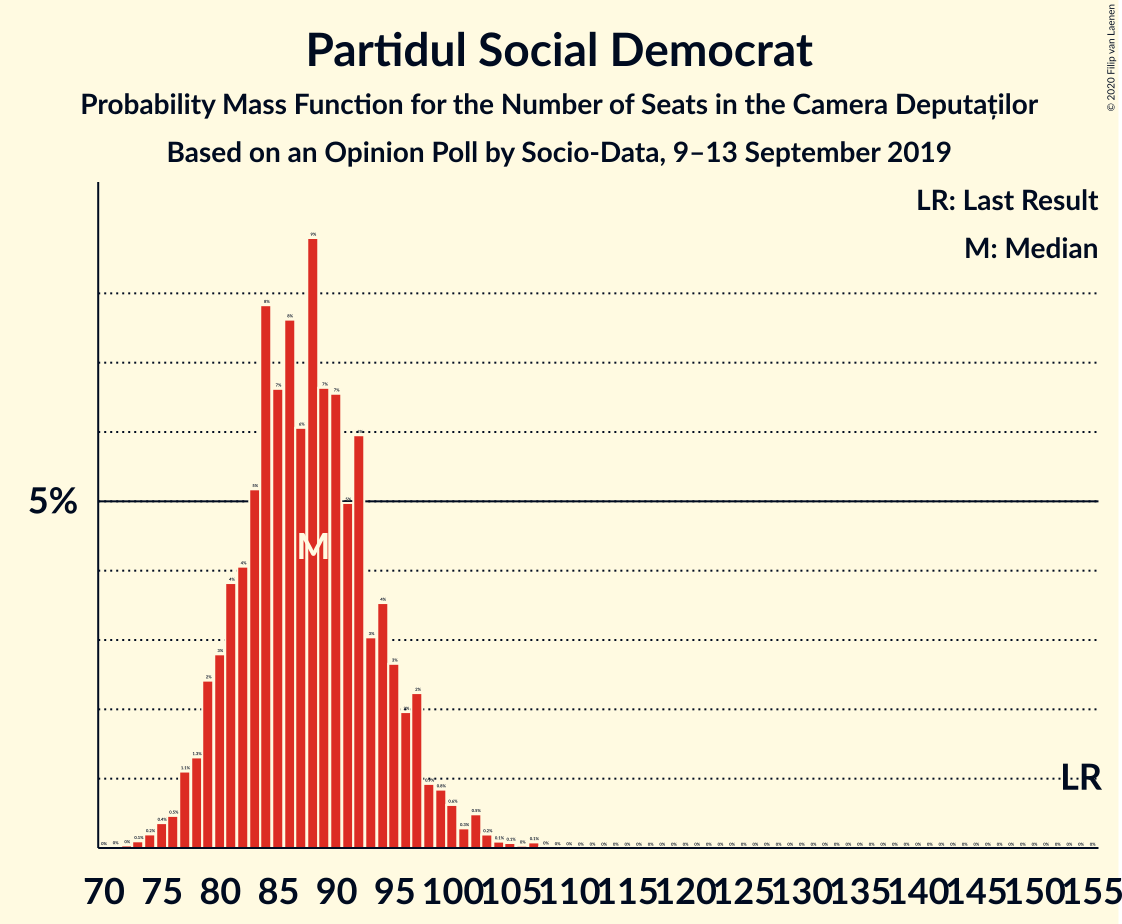 Partidul Social Democrat
Probability Mass Function for the Number of Seats in the Camera Deputaților
Based on an Opinion Poll by Socio-Data, 9–13 September 2019
© 2020 Filip van Laenen
LR: Last Result
M: Median
5%
M
LR
70 75 80 85 90 95 100 105 110 115 120 125 130 135 140 145 150 155